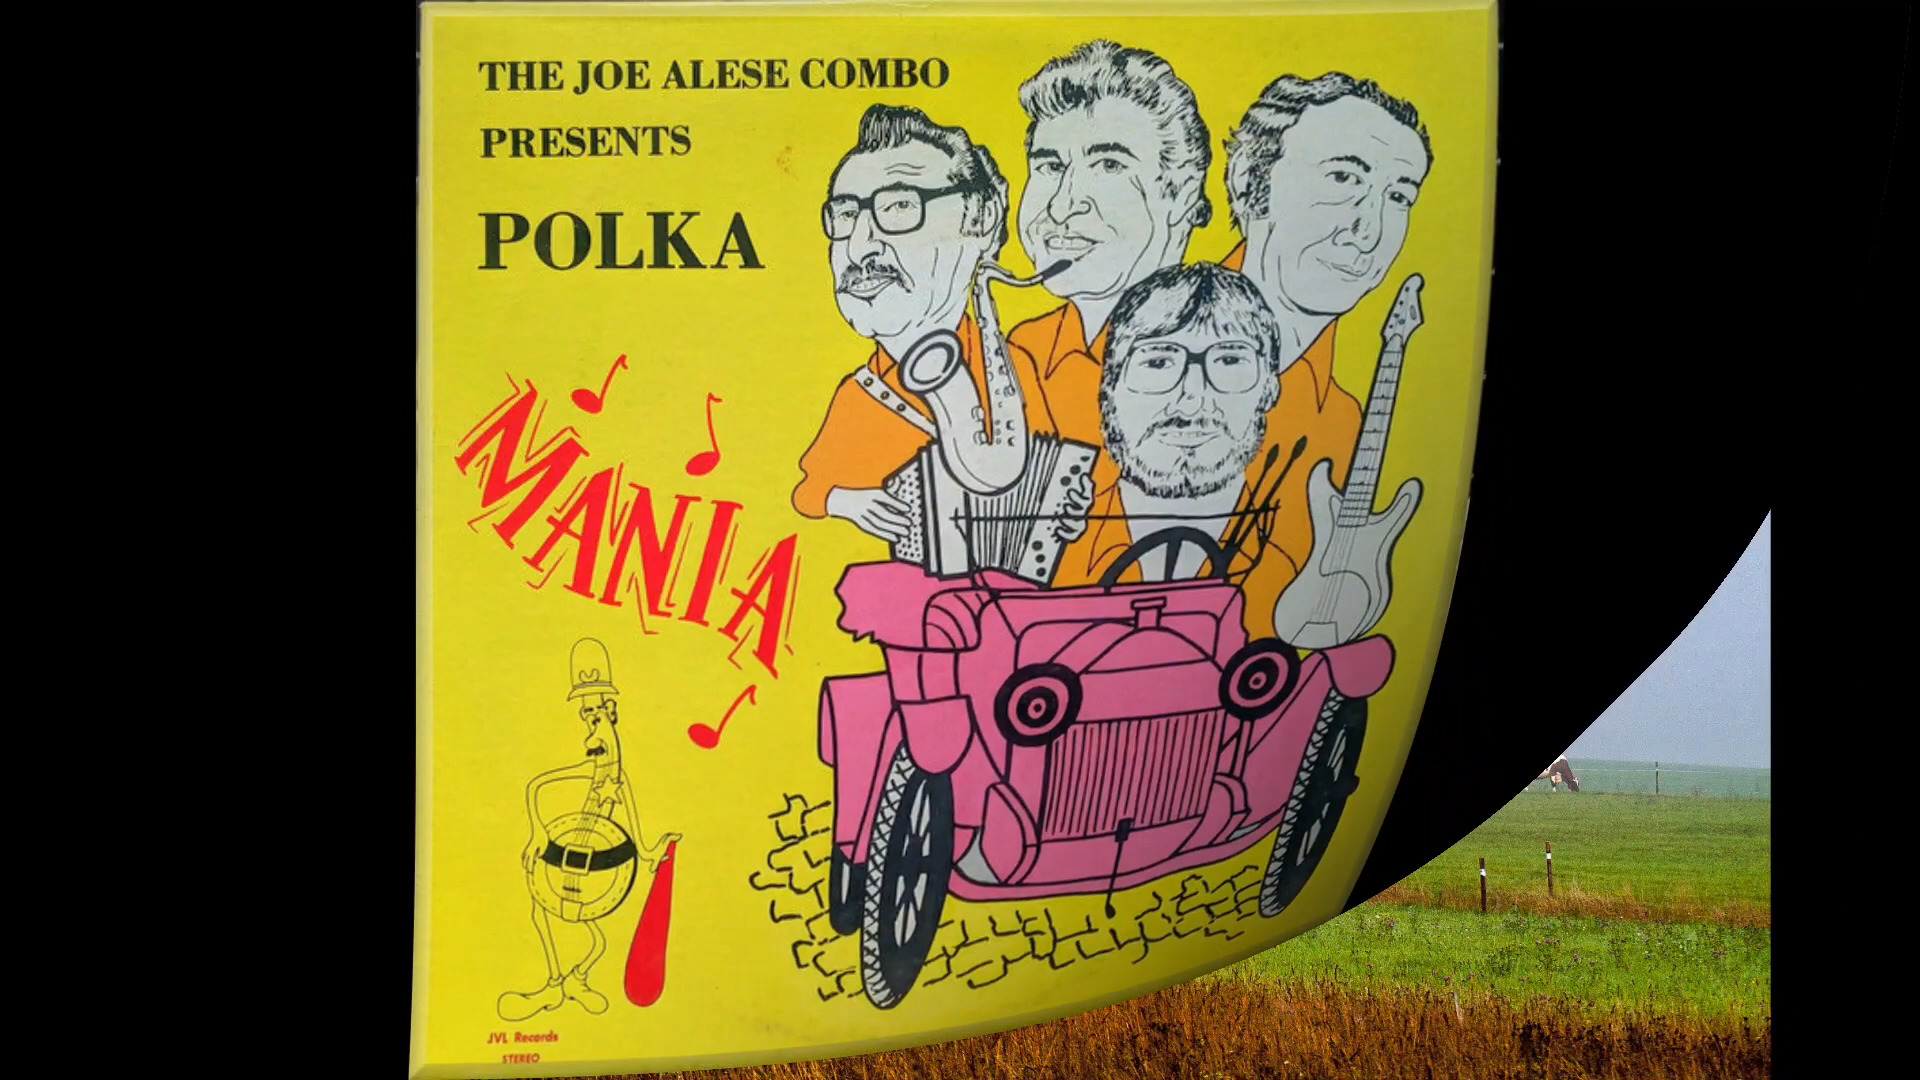 THE JOE ALESE COMBO
PRESENTS
POLKA
MANIA
JVL Records
STEREO